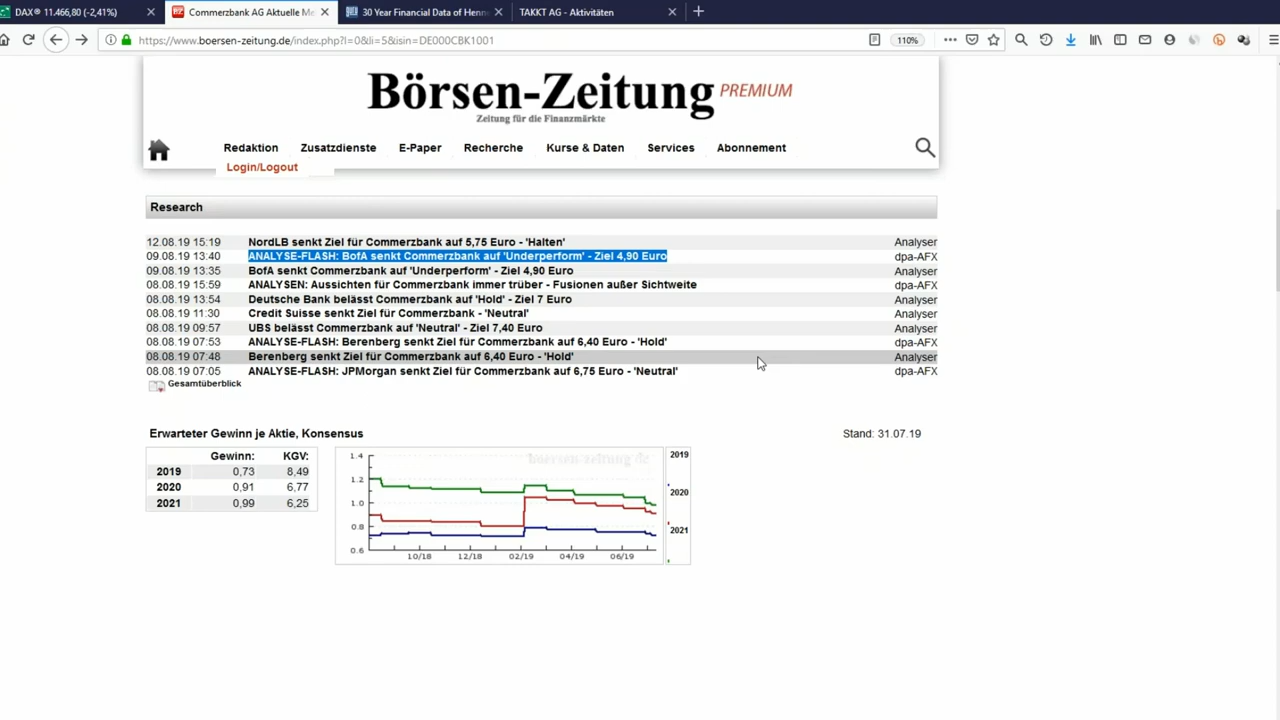 DAX® 11.466,80 (-2,41%)
Commerzbank AG Aktuelle Me
30 Year Financial Data of Henne
TAKKT AG - Aktivitäten
https://www.boersen-zeitung.de/index.php?l=0&li=5&isin=DE000CBK1001
110%
Börsen-Zeitung PREMIUM
Zeitung für die Finanzmärkte
Redaktion Zusatzdienste E-Paper Recherche Kurse & Daten Services Abonnement
Login/Logout
Research
12.08.19 15:19 NordLB senkt Ziel für Commerzbank auf 5,75 Euro - 'Halten' Analyser
09.08.19 13:40 ANALYSE-FLASH: BofA senkt Commerzbank auf 'Underperform' - Ziel 4,90 Euro dpa-AFX
09.08.19 13:35 BofA senkt Commerzbank auf 'Underperform' - Ziel 4,90 Euro Analyser
08.08.19 15:59 ANALYSEN: Aussichten für Commerzbank immer trüber - Fusionen außer Sichtweite dpa-AFX
08.08.19 13:54 Deutsche Bank belässt Commerzbank auf 'Hold' - Ziel 7 Euro Analyser
08.08.19 11:30 Credit Suisse senkt Commerzbank - 'Neutral' Analyser
08.08.19 09:57 UBS belässt Commerzbank auf 'Neutral' - Ziel 7,40 Euro Analyser
08.08.19 07:53 ANALYSE-FLASH: Berenberg senkt Ziel für Commerzbank auf 6,40 Euro - 'Hold' dpa-AFX
08.08.19 07:48 Berenberg senkt Ziel für Commerzbank auf 6,40 Euro - 'Hold' Analyser
08.08.19 07:05 ANALYSE-FLASH: JPMorgan senkt Ziel für Commerzbank auf 6,75 Euro - 'Neutral' dpa-AFX
Gesamtüberblick
Erwarteter Gewinn je Aktie, Konsensus Stand: 31.07.19
Gewinn: KGV:
2019 0,73 8,49
2020 0,91 6,77
2021 0,99 6,25
boersen-zeitung.de
1.4
1.2
1.0
0.8
0.6
10/18 12/18 02/19 04/19 06/19
2019
2020
2021